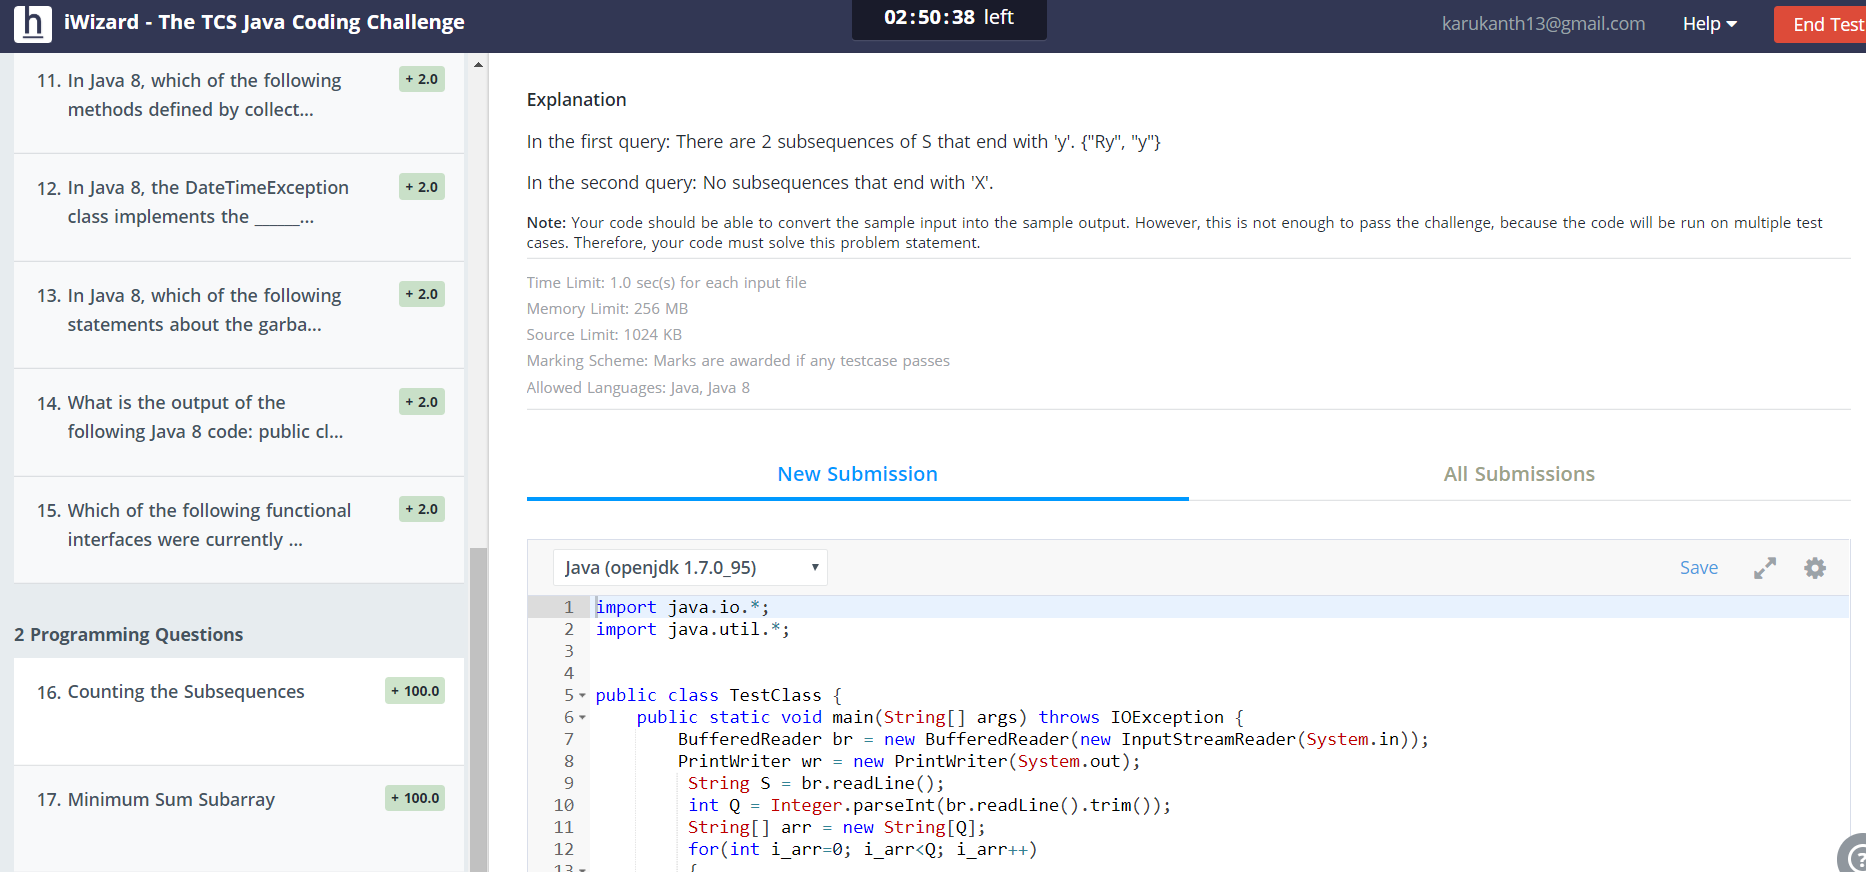 h iWizard - The TCS Java Coding Challenge
02:50:38 left
karukanth13@gmail.com
Help
End Test
11. In Java 8, which of the following + 2.0
methods defined by collect...
12. In Java 8, the DateTimeException + 2.0
class implements the _____...
13. In Java 8, which of the following + 2.0
statements about the garba...
14. What is the output of the + 2.0
following Java 8 code: public cl...
15. Which of the following functional + 2.0
interfaces were currently ...
2 Programming Questions
16. Counting the Subsequences + 100.0
17. Minimum Sum Subarray + 100.0
Explanation
In the first query: There are 2 subsequences of S that end with 'y'. {"Ry", "y"}
In the second query: No subsequences that end with 'X'.
Note: Your code should be able to convert the sample input into the sample output. However, this is not enough to pass the challenge, because the code will be run on multiple test
cases. Therefore, your code must solve this problem statement.
Time Limit: 1.0 sec(s) for each input file
Memory Limit: 256 MB
Source Limit: 1024 KB
Marking Scheme: Marks are awarded if any testcase passes
Allowed Languages: Java, Java 8
New Submission
All Submissions
Java (openjdk 1.7.0_95)
Save
1 import java.io.*;
2 import java.util.*;
3
4
5 public class TestClass {
6 public static void main(String[] args) throws IOException {
7 BufferedReader br = new BufferedReader(new InputStreamReader(System.in));
8 PrintWriter wr = new PrintWriter(System.out);
9 String S = br.readLine();
10 int Q = Integer.parseInt(br.readLine().trim());
11 String[] arr = new String[Q];
12 for(int i_arr=0; i_arr<Q; i_arr++)
13 {
?